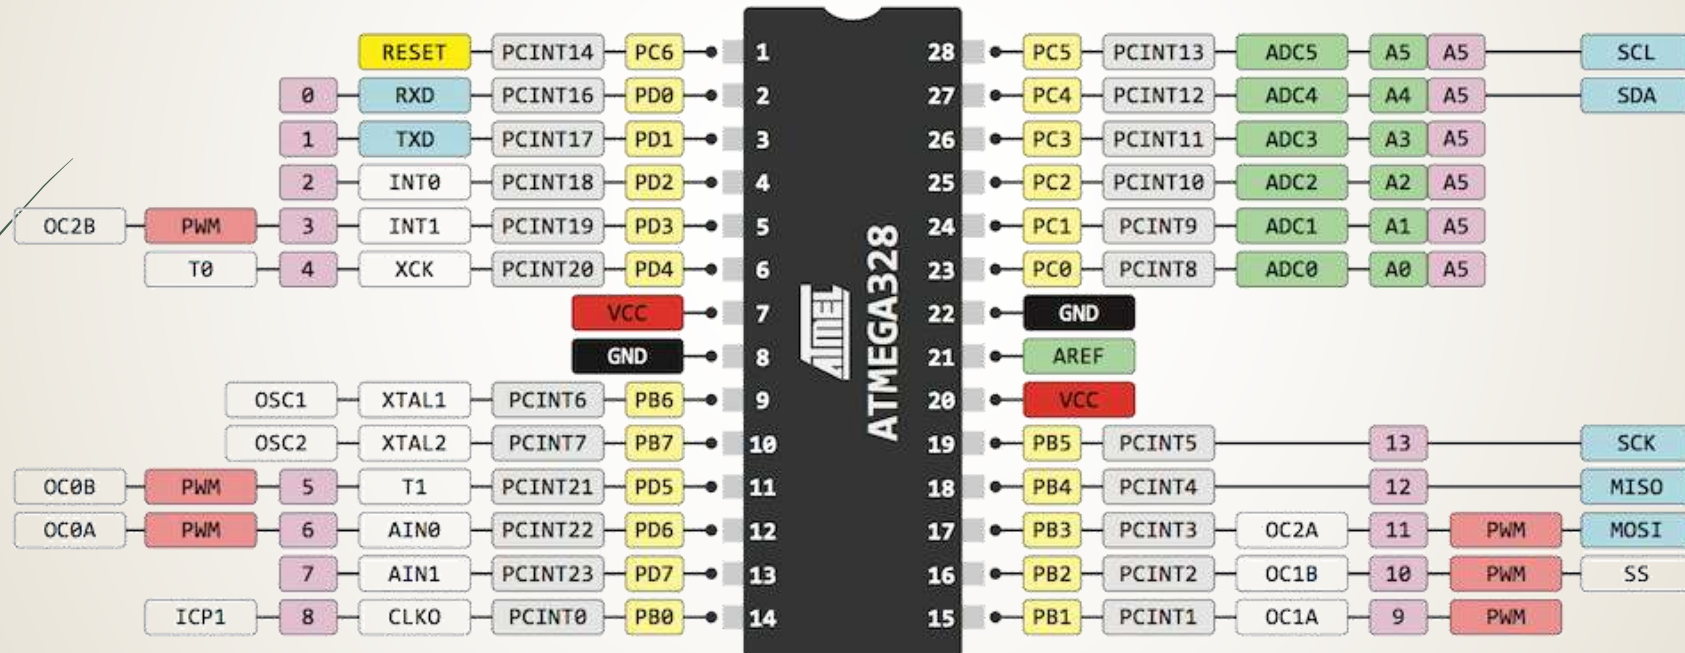 RESET PCINT14 PC6 1 28 PC5 PCINT13 ADC5 A5 A5 SCL
0 RXD PCINT16 PD0 2 27 PC4 PCINT12 ADC4 A4 A5 SDA
1 TXD PCINT17 PD1 3 26 PC3 PCINT11 ADC3 A3 A5
2 INT0 PCINT18 PD2 4 25 PC2 PCINT10 ADC2 A2 A5
OC2B PWM 3 INT1 PCINT19 PD3 5 24 PC1 PCINT9 ADC1 A1 A5
T0 4 XCK PCINT20 PD4 6 23 PC0 PCINT8 ADC0 A0 A5
VCC 7 22 GND
GND 8 21 AREF
ATMEL
ATMEGA328
OSC1 XTAL1 PCINT6 PB6 9 20 VCC
OSC2 XTAL2 PCINT7 PB7 10 19 PB5 PCINT5 13 SCK
OC0B PWM 5 T1 PCINT21 PD5 11 18 PB4 PCINT4 12 MISO
OC0A PWM 6 AIN0 PCINT22 PD6 12 17 PB3 PCINT3 OC2A 11 PWM MOSI
7 AIN1 PCINT23 PD7 13 16 PB2 PCINT2 OC1B 10 PWM SS
ICP1 8 CLKO PCINT0 PB0 14 15 PB1 PCINT1 OC1A 9 PWM